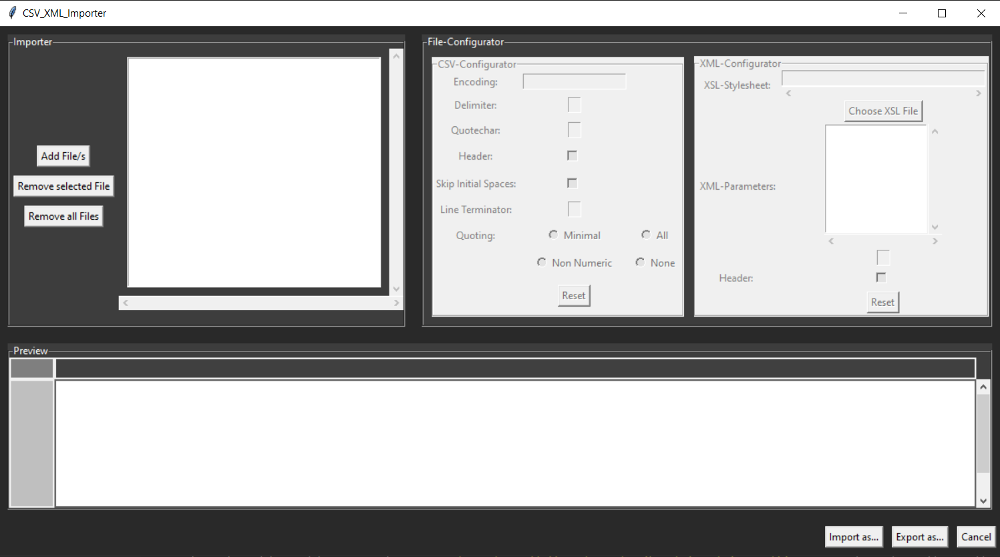 CSV_XML_Importer
Importer
Add File/s
Remove selected File
Remove all Files
File-Configurator
CSV-Configurator
Encoding:
Delimiter:
Quotechar:
Header:
Skip Initial Spaces:
Line Terminator:
Quoting:
Minimal
All
Non Numeric
None
Reset
XML-Configurator
XSL-Stylesheet:
Choose XSL File
XML-Parameters:
Header:
Reset
Preview
Import as...
Export as...
Cancel